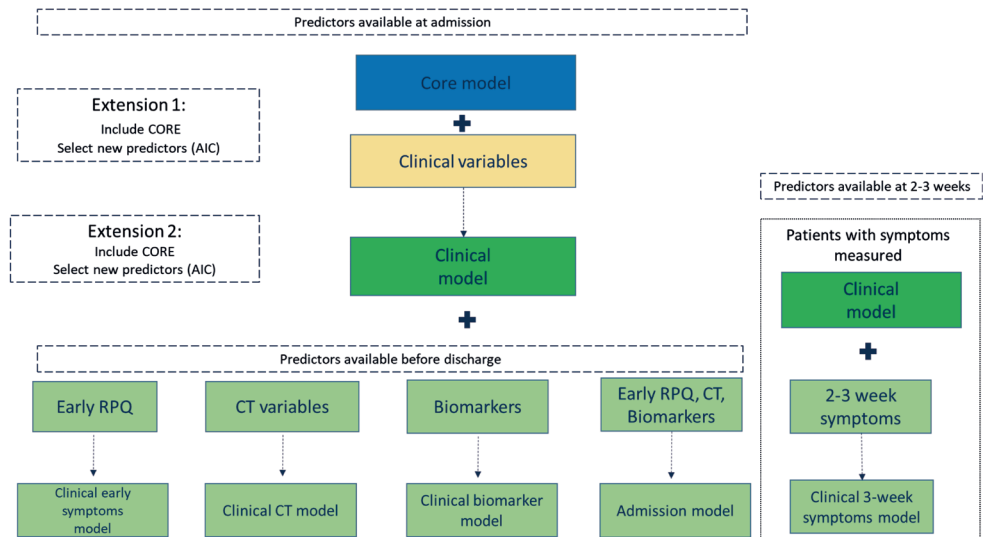 Predictors available at admission
Core model
Extension 1:
Include CORE
Select new predictors (AIC)
Clinical variables
Extension 2:
Include CORE
Select new predictors (AIC)
Clinical
model
Predictors available before discharge
Early RPQ
CT variables
Biomarkers
Early RPQ, CT,
Biomarkers
Clinical early
symptoms
model
Clinical CT model
Clinical biomarker
model
Admission model
Predictors available at 2-3 weeks
Patients with symptoms
measured
Clinical
model
2-3 week
symptoms
Clinical 3-week
symptoms model